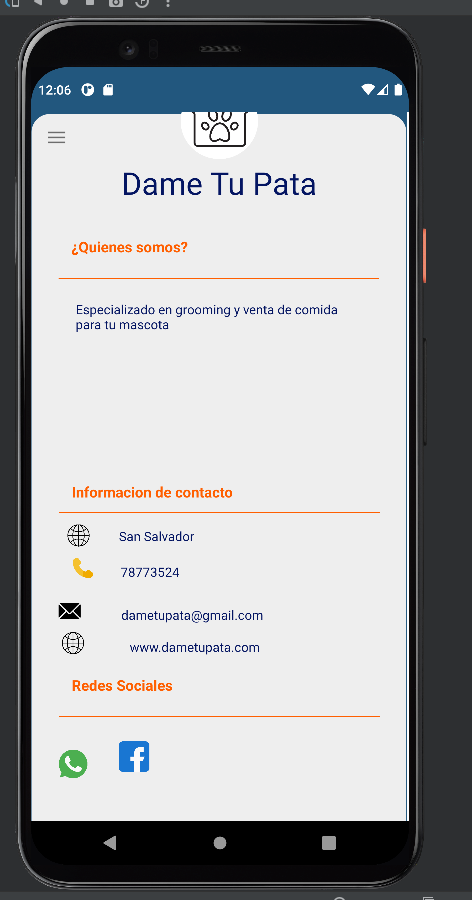 12:06
Dame Tu Pata
¿Quienes somos?
Especializado en grooming y venta de comida
para tu mascota
Informacion de contacto
San Salvador
78773524
dametupata@gmail.com
www.dametupata.com
Redes Sociales